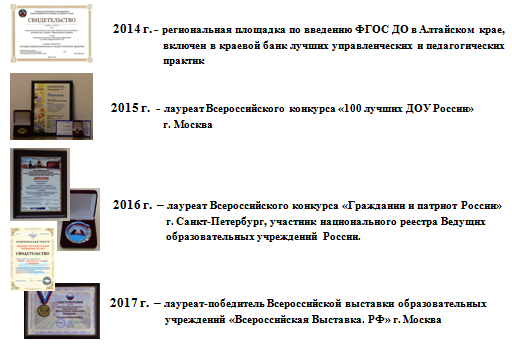 СВИДЕТЕЛЬСТВО
2014 г. - региональная площадка по введению ФГОС ДО в Алтайском крае,
включен в краевой банк лучших управленческих и педагогических
практик
2015 г. - лауреат Всероссийского конкурса «100 лучших ДОУ России»
г. Москва
2016 г. – лауреат Всероссийского конкурса «Гражданин и патриот России»
г. Санкт-Петербург, участник национального реестра Ведущих
образовательных учреждений России.
СВИДЕТЕЛЬСТВО
2017 г. – лауреат-победитель Всероссийской выставки образовательных
учреждений «Всероссийская Выставка. РФ» г. Москва